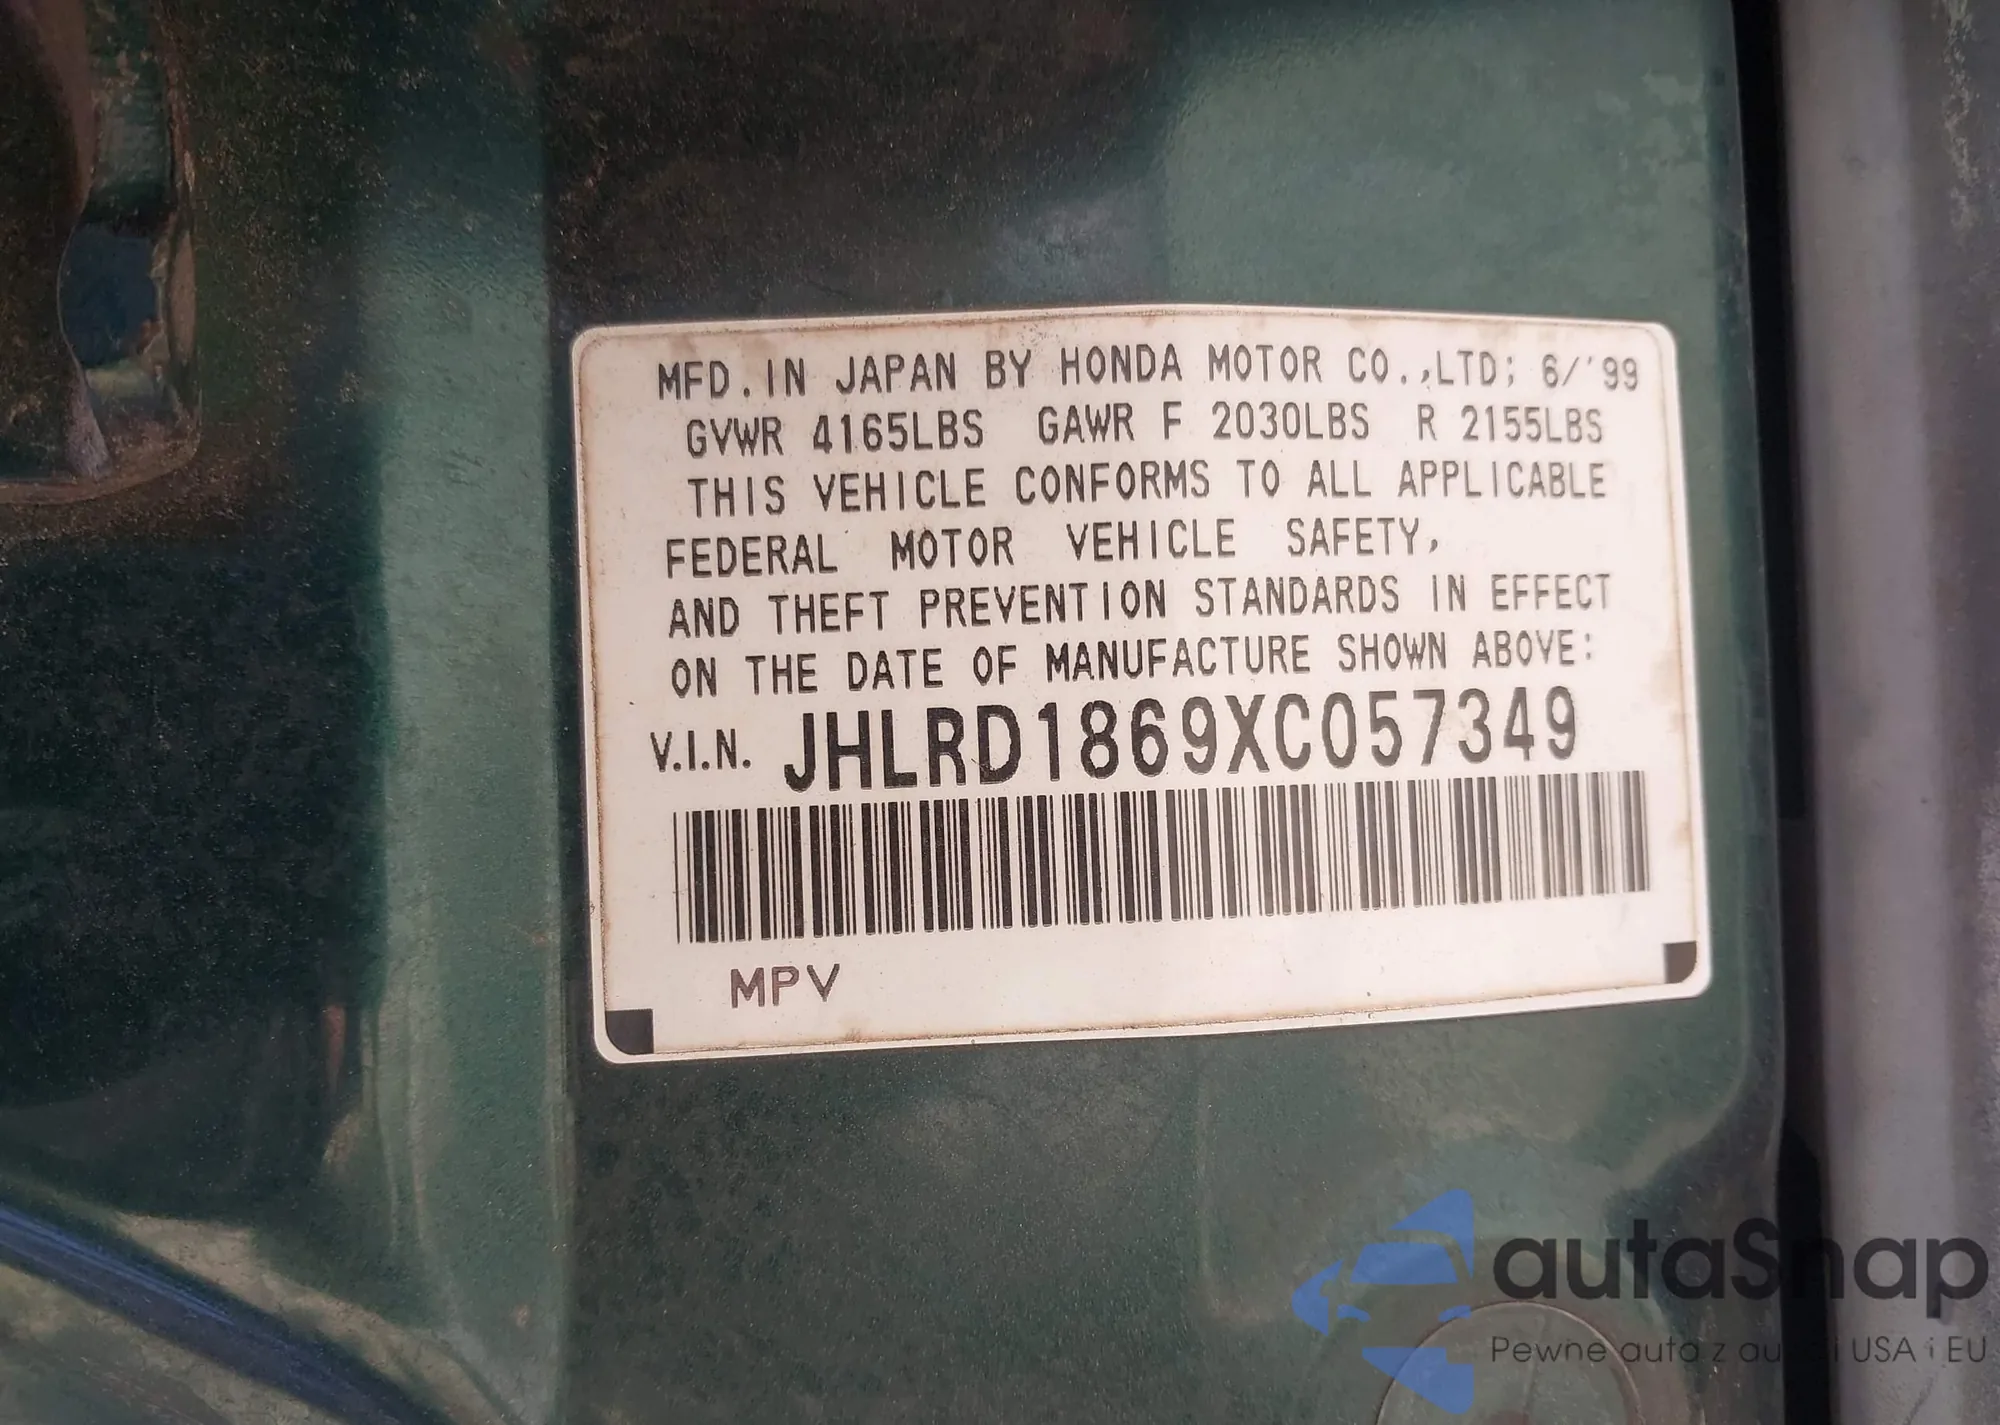 MFD. IN JAPAN BY HONDA MOTOR CO.,LTD; 6/'99
GVWR 4165LBS GAWR F 2030LBS R 2155LBS
THIS VEHICLE CONFORMS TO ALL APPLICABLE
FEDERAL MOTOR VEHICLE SAFETY,
AND THEFT PREVENTION STANDARDS IN EFFECT
ON THE DATE OF MANUFACTURE SHOWN ABOVE:
V.I.N. JHLRD1869XC057349
MPV
autaSnap
Pewne auta z aukcji USA i EU